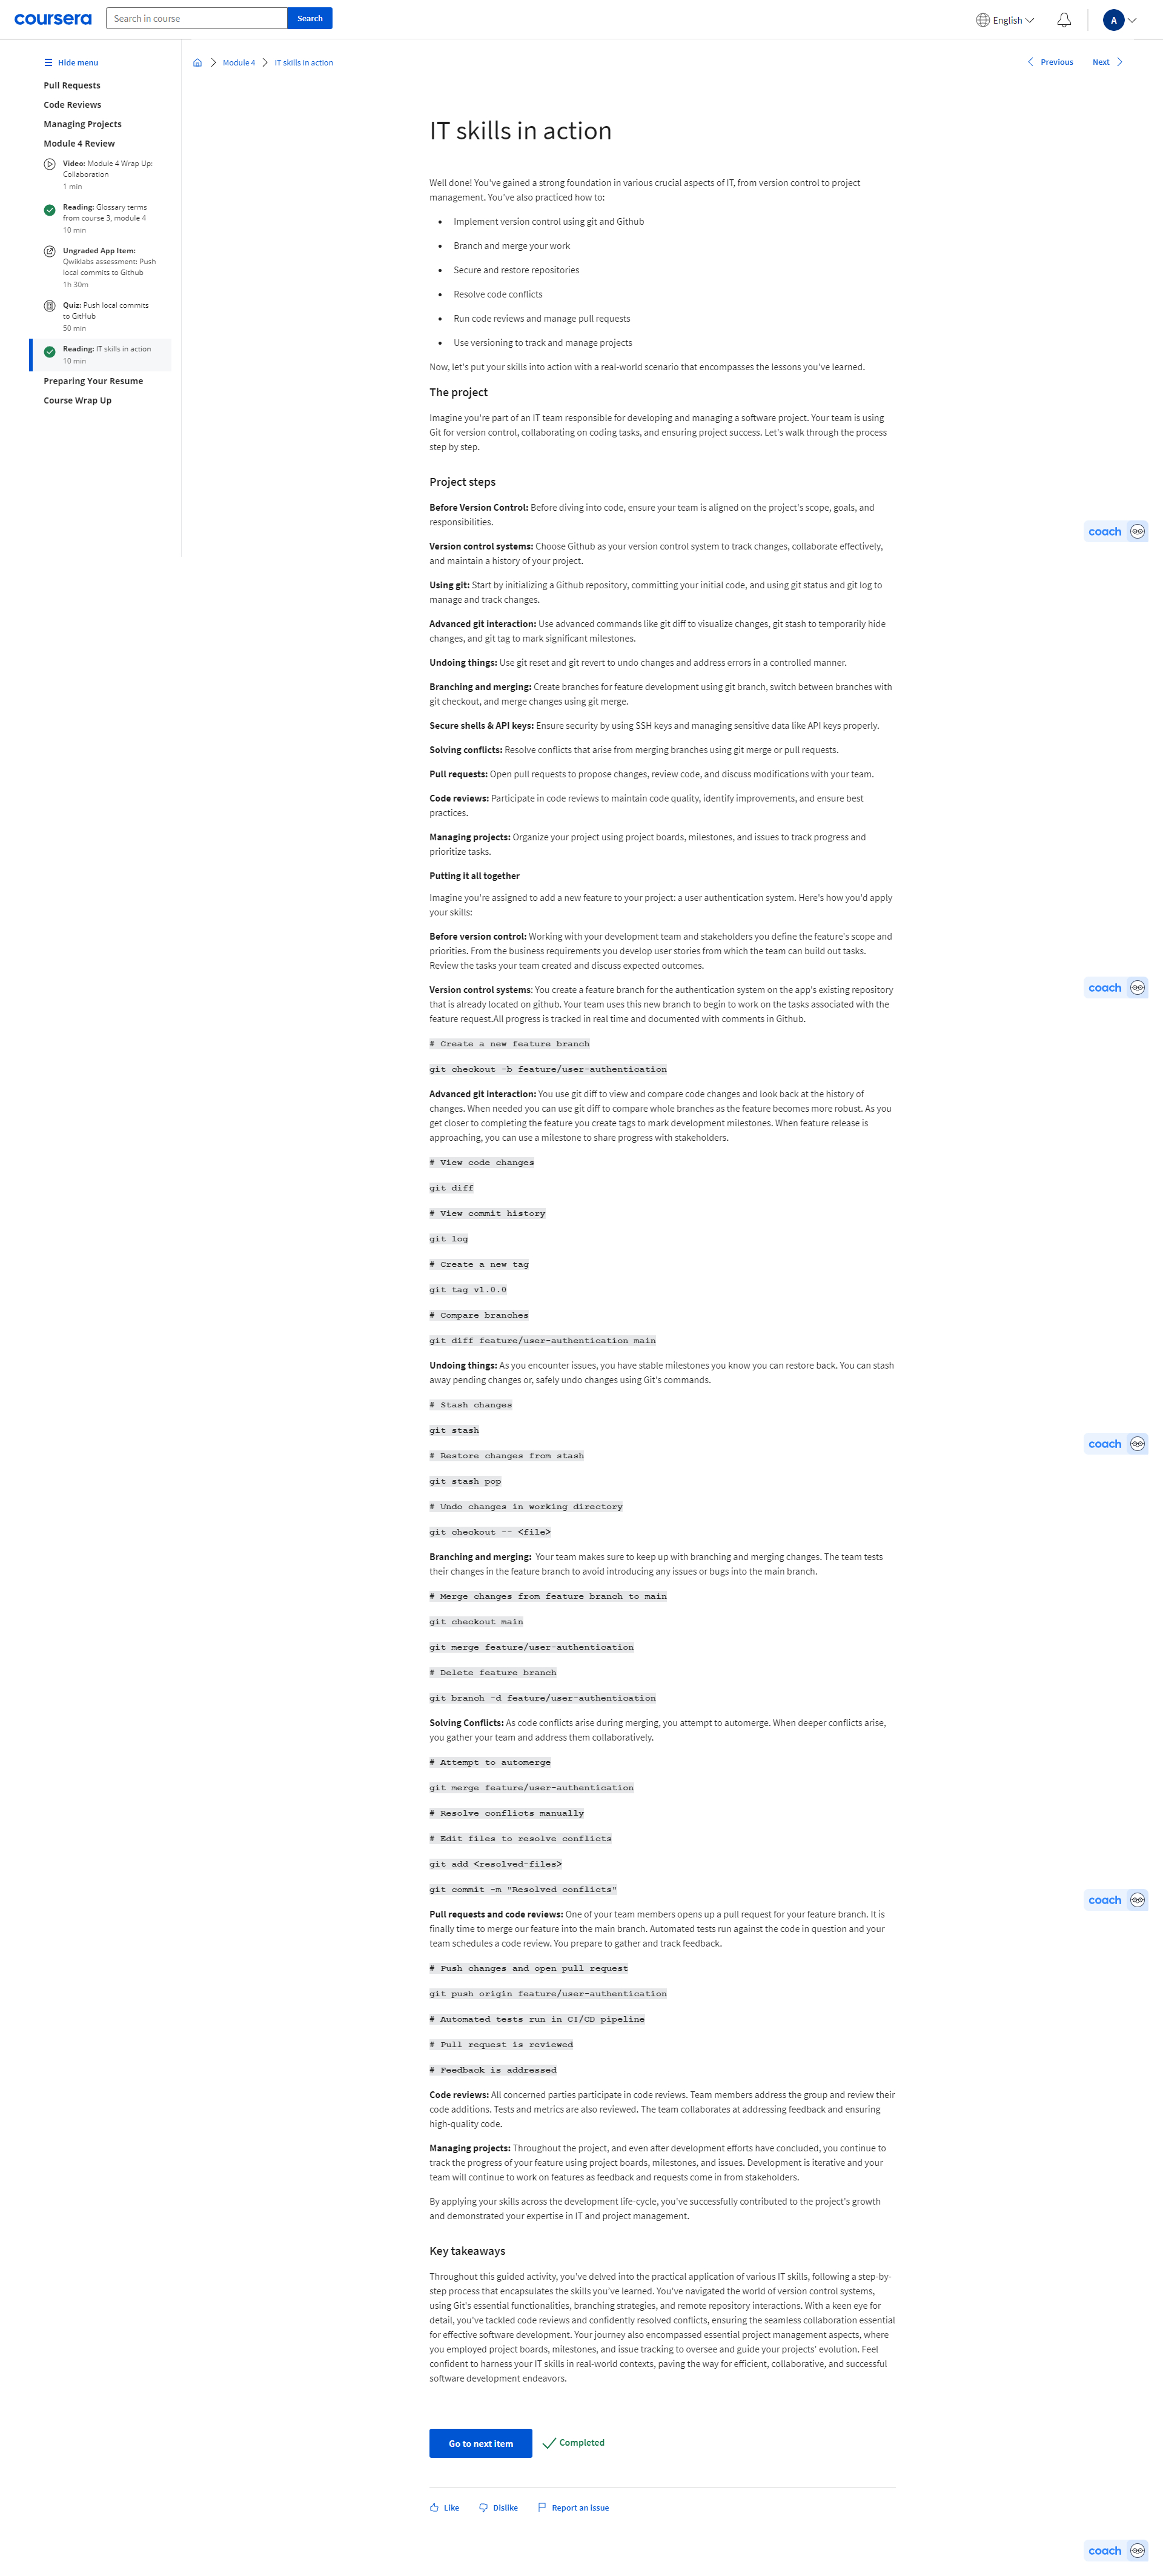 coursera
Search in course
Search
English
A
Hide menu
Pull Requests
Code Reviews
Managing Projects
Module 4 Review
Video: Module 4 Wrap Up:
Collaboration
1 min
Reading: Glossary terms
from course 3, module 4
10 min
Ungraded App Item:
Qwiklabs assessment: Push
local commits to Github
1h 30m
Quiz: Push local commits
to GitHub
50 min
Reading: IT skills in action
10 min
Preparing Your Resume
Course Wrap Up
Module 4
IT skills in action
Previous
Next
IT skills in action
Well done! You've gained a strong foundation in various crucial aspects of IT, from version control to project
management. You've also practiced how to:
• Implement version control using git and Github
• Branch and merge your work
• Secure and restore repositories
• Resolve code conflicts
• Run code reviews and manage pull requests
• Use versioning to track and manage projects
Now, let's put your skills into action with a real-world scenario that encompasses the lessons you've learned.
The project
Imagine you're part of an IT team responsible for developing and managing a software project. Your team is using
Git for version control, collaborating on coding tasks, and ensuring project success. Let's walk through the process
step by step.
Project steps
Before Version Control: Before diving into code, ensure your team is aligned on the project's scope, goals, and
responsibilities.
coach
Version control systems: Choose Github as your version control system to track changes, collaborate effectively,
and maintain a history of your project.
Using git: Start by initializing a Github repository, committing your initial code, and using git status and git log to
manage and track changes.
Advanced git interaction: Use advanced commands like git diff to visualize changes, git stash to temporarily hide
changes, and git tag to mark significant milestones.
Undoing things: Use git reset and git revert to undo changes and address errors in a controlled manner.
Branching and merging: Create branches for feature development using git branch, switch between branches with
git checkout, and merge changes using git merge.
Secure shells & API keys: Ensure security by using SSH keys and managing sensitive data like API keys properly.
Solving conflicts: Resolve conflicts that arise from merging branches using git merge or pull requests.
Pull requests: Open pull requests to propose changes, review code, and discuss modifications with your team.
Code reviews: Participate in code reviews to maintain code quality, identify improvements, and ensure best
practices.
Managing projects: Organize your project using project boards, milestones, and issues to track progress and
prioritize tasks.
Putting it all together
Imagine you're assigned to add a new feature to your project: a user authentication system. Here's how you'd apply
your skills:
Before version control: Working with your development team and stakeholders you define the feature's scope and
priorities. From the business requirements you develop user stories from which the team can build out tasks.
Review the tasks your team created and discuss expected outcomes.
Version control systems: You create a feature branch for the authentication system on the app's existing repository
coach
that is already located on github. Your team uses this new branch to begin to work on the tasks associated with the
feature request.All progress is tracked in real time and documented with comments in Github.
# Create a new feature branch
git checkout -b feature/user-authentication
Advanced git interaction: You use git diff to view and compare code changes and look back at the history of
changes. When needed you can use git diff to compare whole branches as the feature becomes more robust. As you
get closer to completing the feature you create tags to mark development milestones. When feature release is
approaching, you can use a milestone to share progress with stakeholders.
# View code changes
git diff
# View commit history
git log
# Create a new tag
git tag v1.0.0
# Compare branches
git diff feature/user-authentication main
Undoing things: As you encounter issues, you have stable milestones you know you can restore back. You can stash
away pending changes or, safely undo changes using Git's commands.
# Stash changes
git stash
coach
# Restore changes from stash
git stash pop
# Undo changes in working directory
git checkout -- <file>
Branching and merging: Your team makes sure to keep up with branching and merging changes. The team tests
their changes in the feature branch to avoid introducing any issues or bugs into the main branch.
# Merge changes from feature branch to main
git checkout main
git merge feature/user-authentication
# Delete feature branch
git branch -d feature/user-authentication
Solving Conflicts: As code conflicts arise during merging, you attempt to automerge. When deeper conflicts arise,
you gather your team and address them collaboratively.
# Attempt to automerge
git merge feature/user-authentication
# Resolve conflicts manually
# Edit files to resolve conflicts
git add <resolved-files>
git commit -m "Resolved conflicts"
coach
Pull requests and code reviews: One of your team members opens up a pull request for your feature branch. It is
finally time to merge our feature into the main branch. Automated tests run against the code in question and your
team schedules a code review. You prepare to gather and track feedback.
# Push changes and open pull request
git push origin feature/user-authentication
# Automated tests run in CI/CD pipeline
# Pull request is reviewed
# Feedback is addressed
Code reviews: All concerned parties participate in code reviews. Team members address the group and review their
code additions. Tests and metrics are also reviewed. The team collaborates at addressing feedback and ensuring
high-quality code.
Managing projects: Throughout the project, and even after development efforts have concluded, you continue to
track the progress of your feature using project boards, milestones, and issues. Development is iterative and your
team will continue to work on features as feedback and requests come in from stakeholders.
By applying your skills across the development life-cycle, you've successfully contributed to the project's growth
and demonstrated your expertise in IT and project management.
Key takeaways
Throughout this guided activity, you've delved into the practical application of various IT skills, following a step-by-
step process that encapsulates the skills you've learned. You've navigated the world of version control systems,
using Git's essential functionalities, branching strategies, and remote repository interactions. With a keen eye for
detail, you've tackled code reviews and confidently resolved conflicts, ensuring the seamless collaboration essential
for effective software development. Your journey also encompassed essential project management aspects, where
you employed project boards, milestones, and issue tracking to oversee and guide your projects' evolution. Feel
confident to harness your IT skills in real-world contexts, paving the way for efficient, collaborative, and successful
software development endeavors.
Go to next item
Completed
Like
Dislike
Report an issue
coach